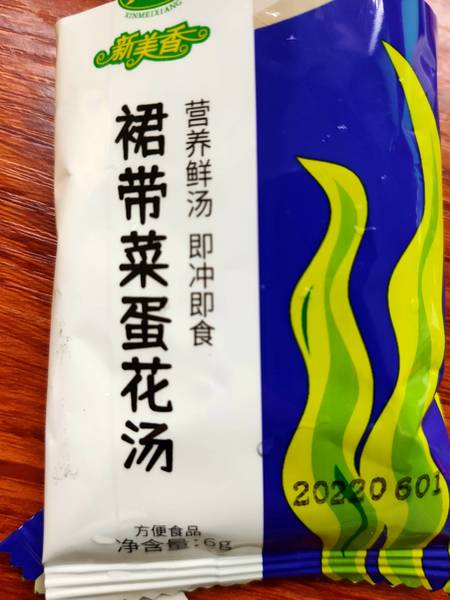 XINMEIXIANG
新美香
裙带菜蛋花汤
营养鲜汤 即冲即食
20220601
方便食品
净含量:6g